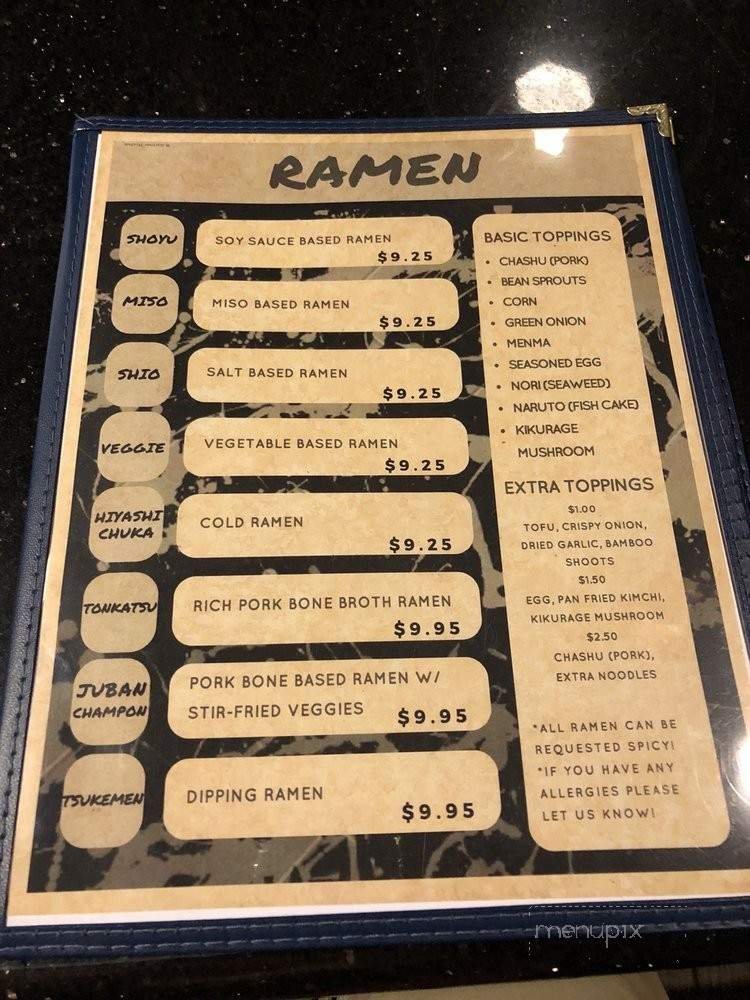 RAMEN
SHOYU
SOY SAUCE BASED RAMEN
$9.25
MISO
MISO BASED RAMEN
$9.25
SHIO
SALT BASED RAMEN
$9.25
VEGGIE
VEGETABLE BASED RAMEN
$9.25
HIYASHI
CHUKA
COLD RAMEN
$9.25
TONKATSU
RICH PORK BONE BROTH RAMEN
$9.95
JUBAN
CHAMPON
PORK BONE BASED RAMEN W/
STIR-FRIED VEGGIES $9.95
TSUKEMEN
DIPPING RAMEN
$9.95
BASIC TOPPINGS
• CHASHU (PORK)
• BEAN SPROUTS
• CORN
• GREEN ONION
• MENMA
• SEASONED EGG
• NORI (SEAWEED)
• NARUTO (FISH CAKE)
• KIKURAGE
MUSHROOM
EXTRA TOPPINGS
$1.00
TOFU, CRISPY ONION,
DRIED GARLIC, BAMBOO
SHOOTS
$1.50
EGG, PAN FRIED KIMCHI,
KIKURAGE MUSHROOM
$2.50
CHASHU (PORK),
EXTRA NOODLES
*ALL RAMEN CAN BE
REQUESTED SPICY!
*IF YOU HAVE ANY
ALLERGIES PLEASE
LET US KNOW!
menupix